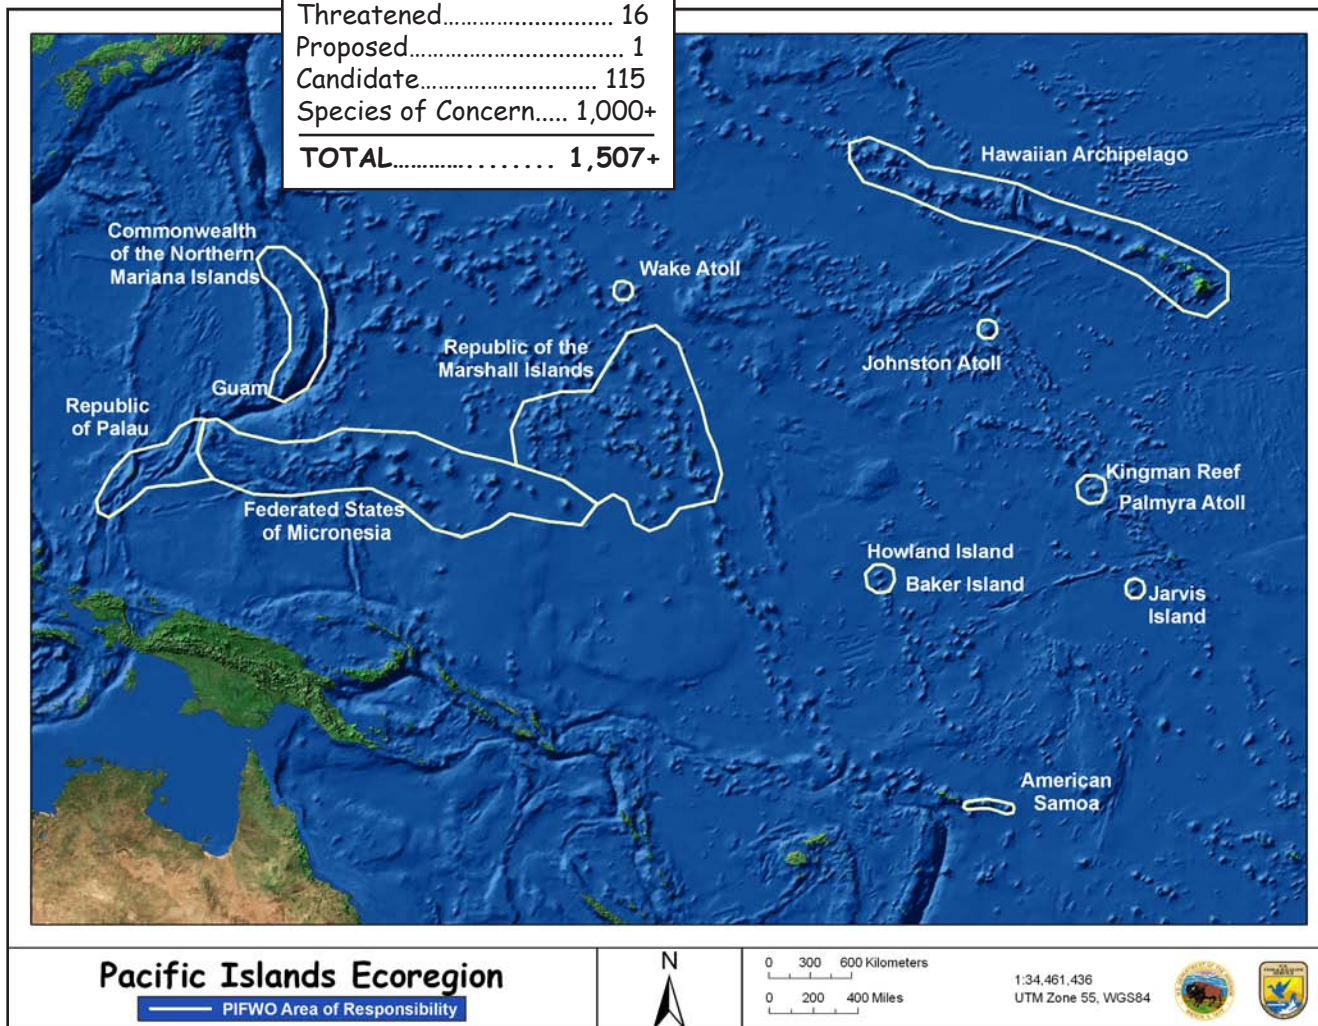 Threatened........................... 16
Proposed................................ 1
Candidate............................ 115
Species of Concern..... 1,000+
TOTAL..................... 1,507+
Hawaiian Archipelago
Commonwealth
of the Northern
Mariana Islands
Wake Atoll
Republic of the
Marshall Islands
Johnston Atoll
Guam
Republic
of Palau
Kingman Reef
Palmyra Atoll
Federated States
of Micronesia
Howland Island
Baker Island
Jarvis
Island
American
Samoa
Pacific Islands Ecoregion
PIFWO Area of Responsibility
N
0 300 600 Kilometers
0 200 400 Miles
1:34,461,436
UTM Zone 55, WGS84